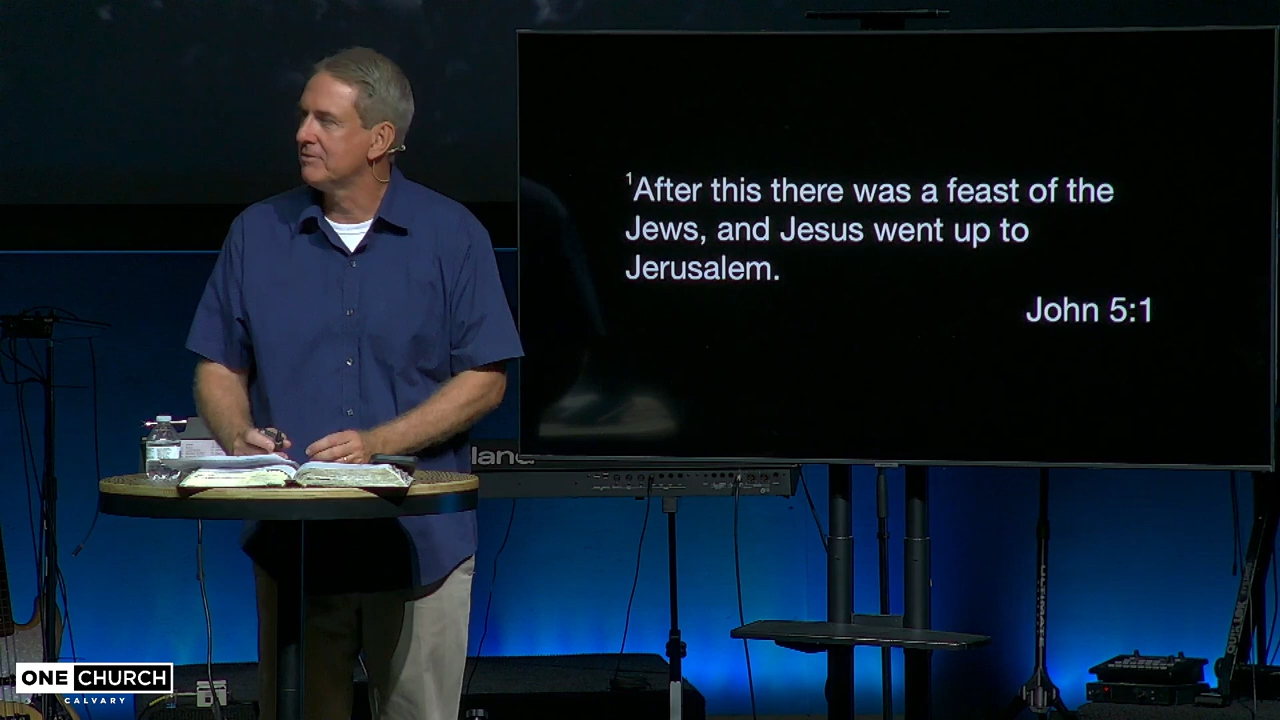 ¹After this there was a feast of the
Jews, and Jesus went up to
Jerusalem.
John 5:1
land
ONE CHURCH
CALVARY